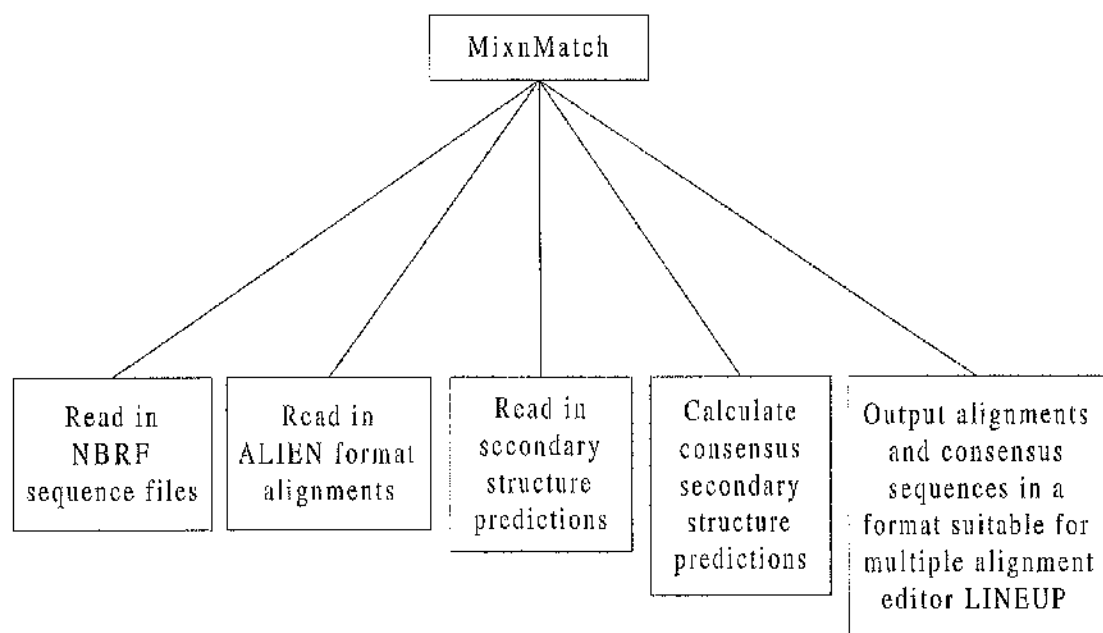 MixnMatch
Read in
NBRF
sequence files
Read in
ALIEN format
alignments
Read in
secondary
structure
predictions
Calculate
consensus
secondary
structure
predictions
Output alignments
and consensus
sequences in a
format suitable for
multiple alignment
editor LINEUP